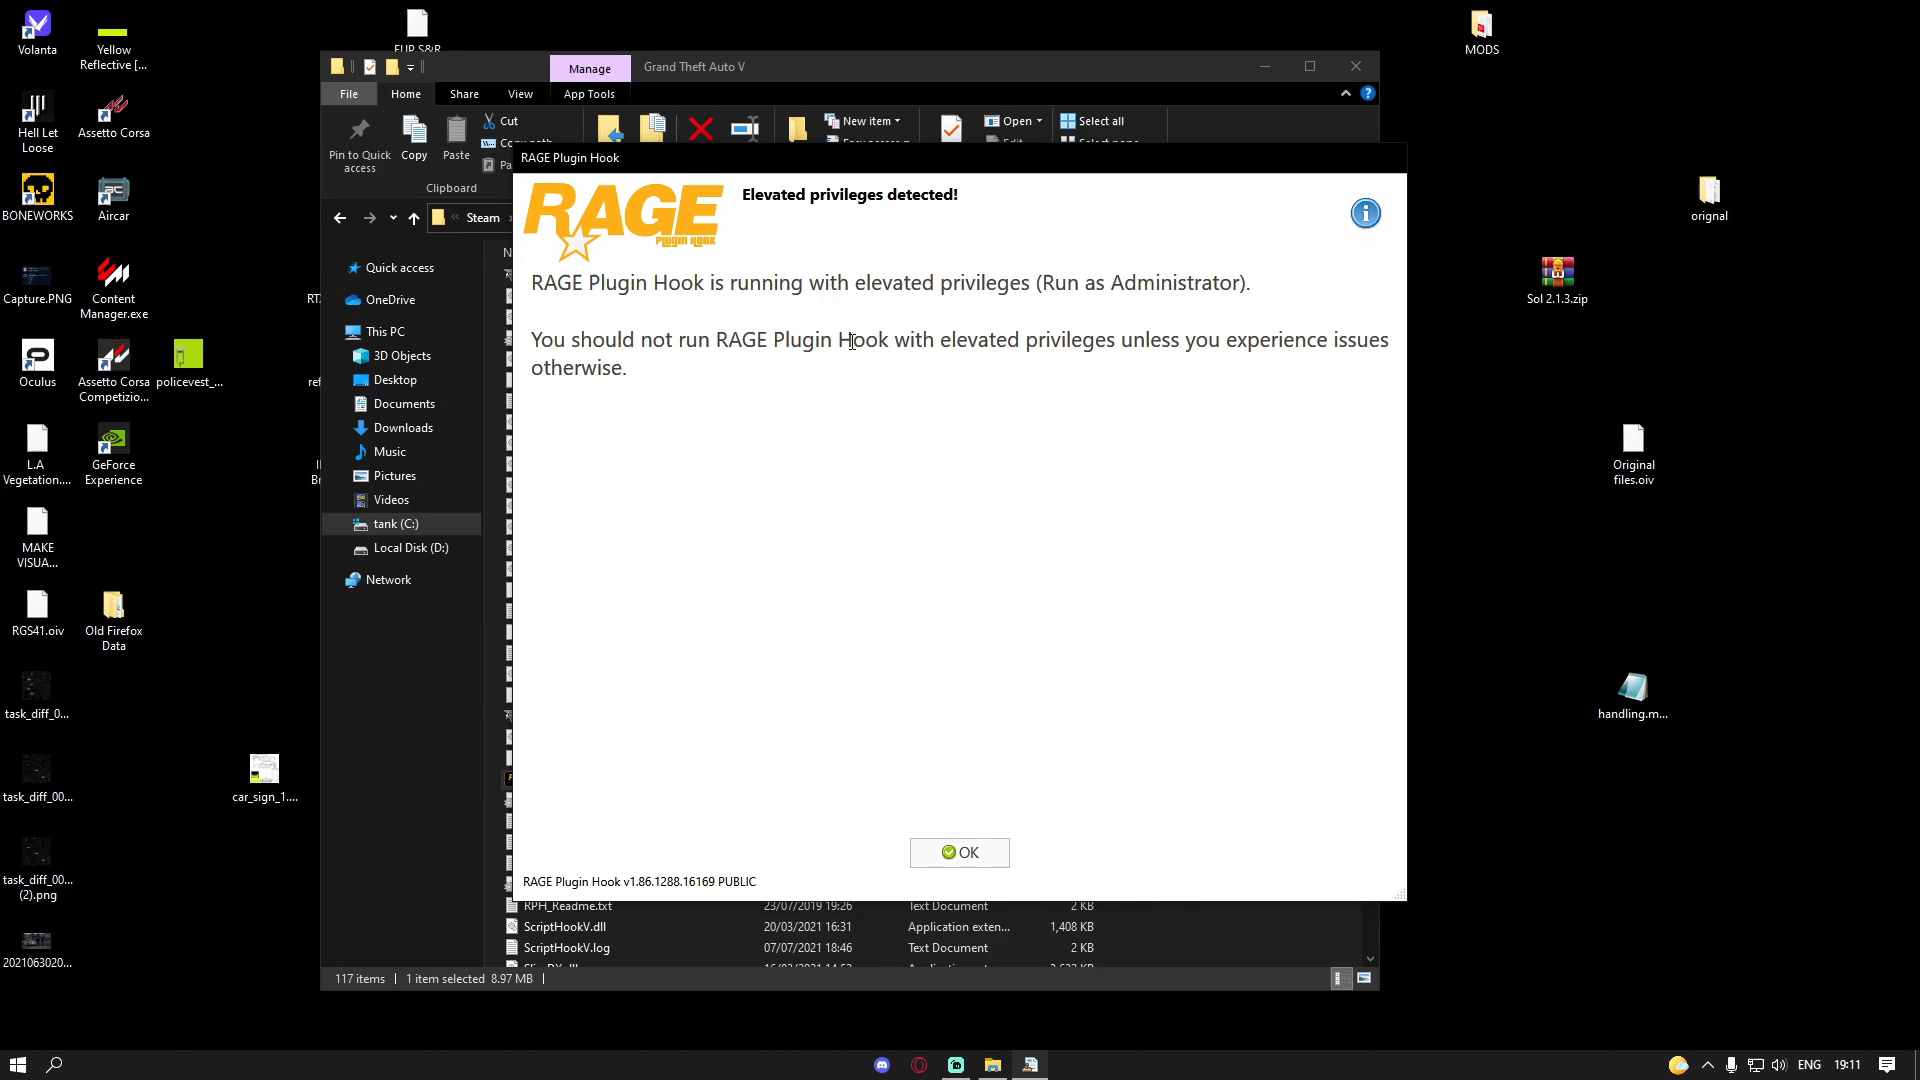 Volanta
Yellow
Reflective [...
EUP S&R
MODS
Hell Let
Loose
Assetto Corsa
BONEWORKS
Aircar
orignal
Capture.PNG
Content
Manager.exe
RT
Sol 2.1.3.zip
Oculus
Assetto Corsa
Competizio...
policevest_...
ref
L.A
Vegetation....
GeForce
Experience
Original
files.oiv
MAKE
VISUA...
RGS41.oiv
Old Firefox
Data
task_diff_0...
handling.m...
task_diff_00...
car_sign_1....
task_diff_00...
(2).png
2021063020...
Manage
Grand Theft Auto V
File
Home
Share
View
App Tools
Pin to Quick
access
Copy
Paste
Cut
Copy path
New item
Open
Edit
Select all
Select none
Clipboard
Steam
Quick access
OneDrive
This PC
3D Objects
Desktop
Documents
Downloads
Music
Pictures
Videos
tank (C:)
Local Disk (D:)
Network
RAGE Plugin Hook
RAGE
PLUGIN HOOK
Elevated privileges detected!
RAGE Plugin Hook is running with elevated privileges (Run as Administrator).
You should not run RAGE Plugin Hook with elevated privileges unless you experience issues
otherwise.
OK
RAGE Plugin Hook v1.86.1288.16169 PUBLIC
RPH_Readme.txt 23/07/2019 19:26 Text Document 2 KB
ScriptHookV.dll 20/03/2021 16:31 Application exten... 1,408 KB
ScriptHookV.log 07/07/2021 18:46 Text Document 2 KB
117 items
1 item selected 8.97 MB
ENG
19:11